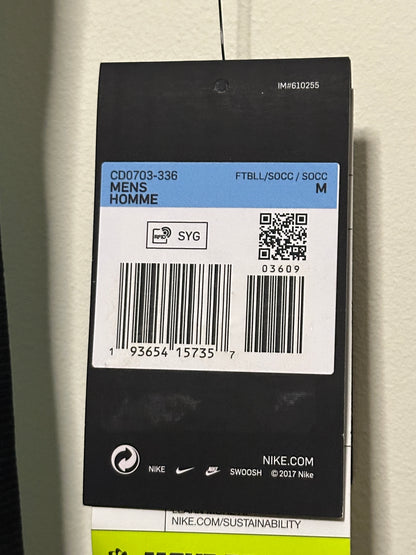 IM#610255
CD0703-336 FTBLL/SOCC / SOCC
MENS M
HOMME
RFID SYG
03609
1 93654 15735 7
NIKE.COM
NIKE SWOOSH © 2017 Nike
NIKE.COM/SUSTAINABILITY